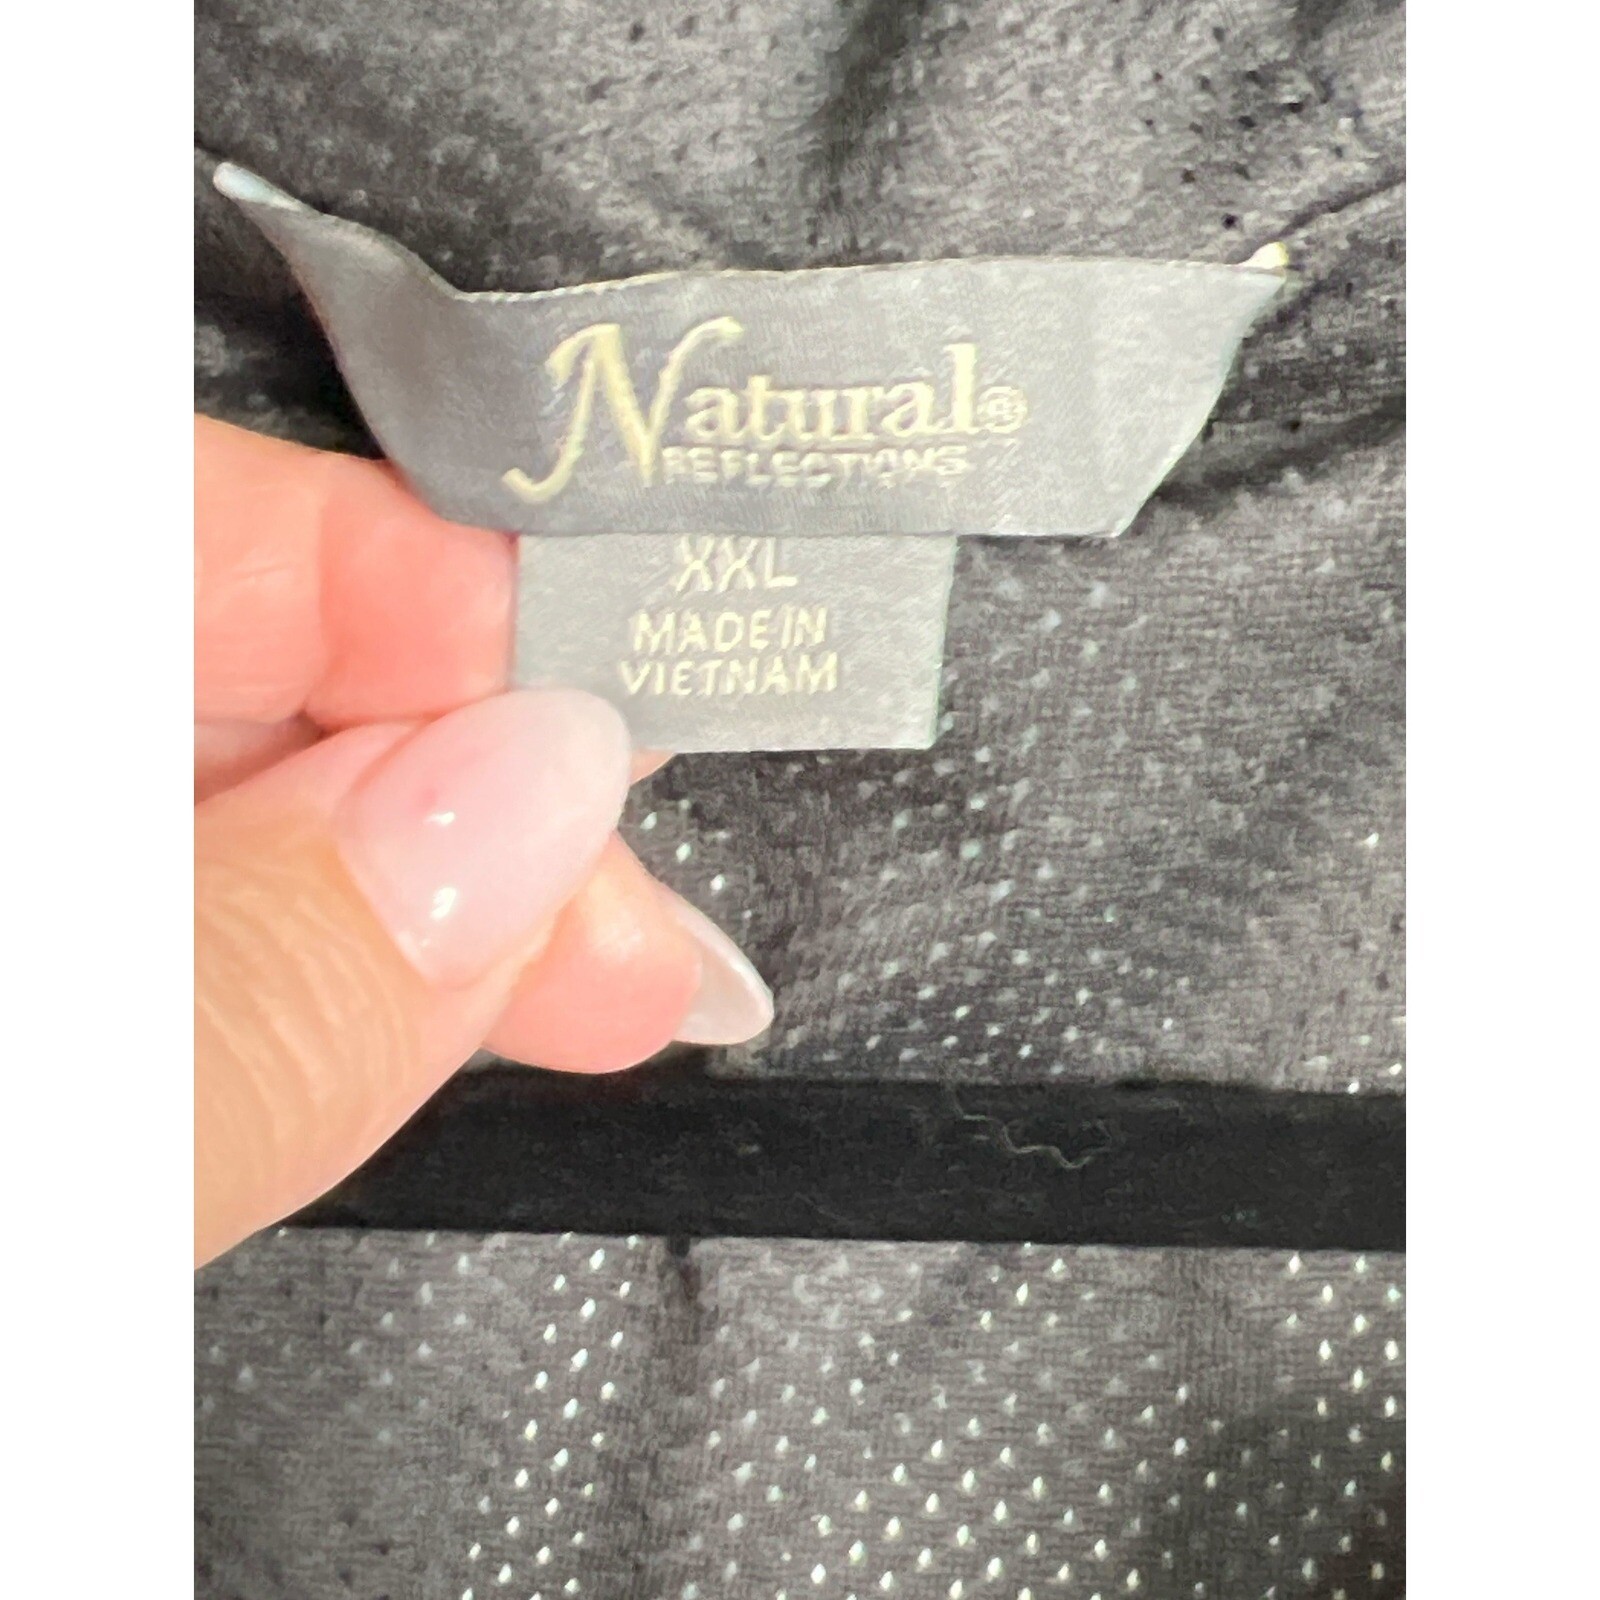 Natural®
REFLECTIONS
XXL
MADE IN
VIETNAM